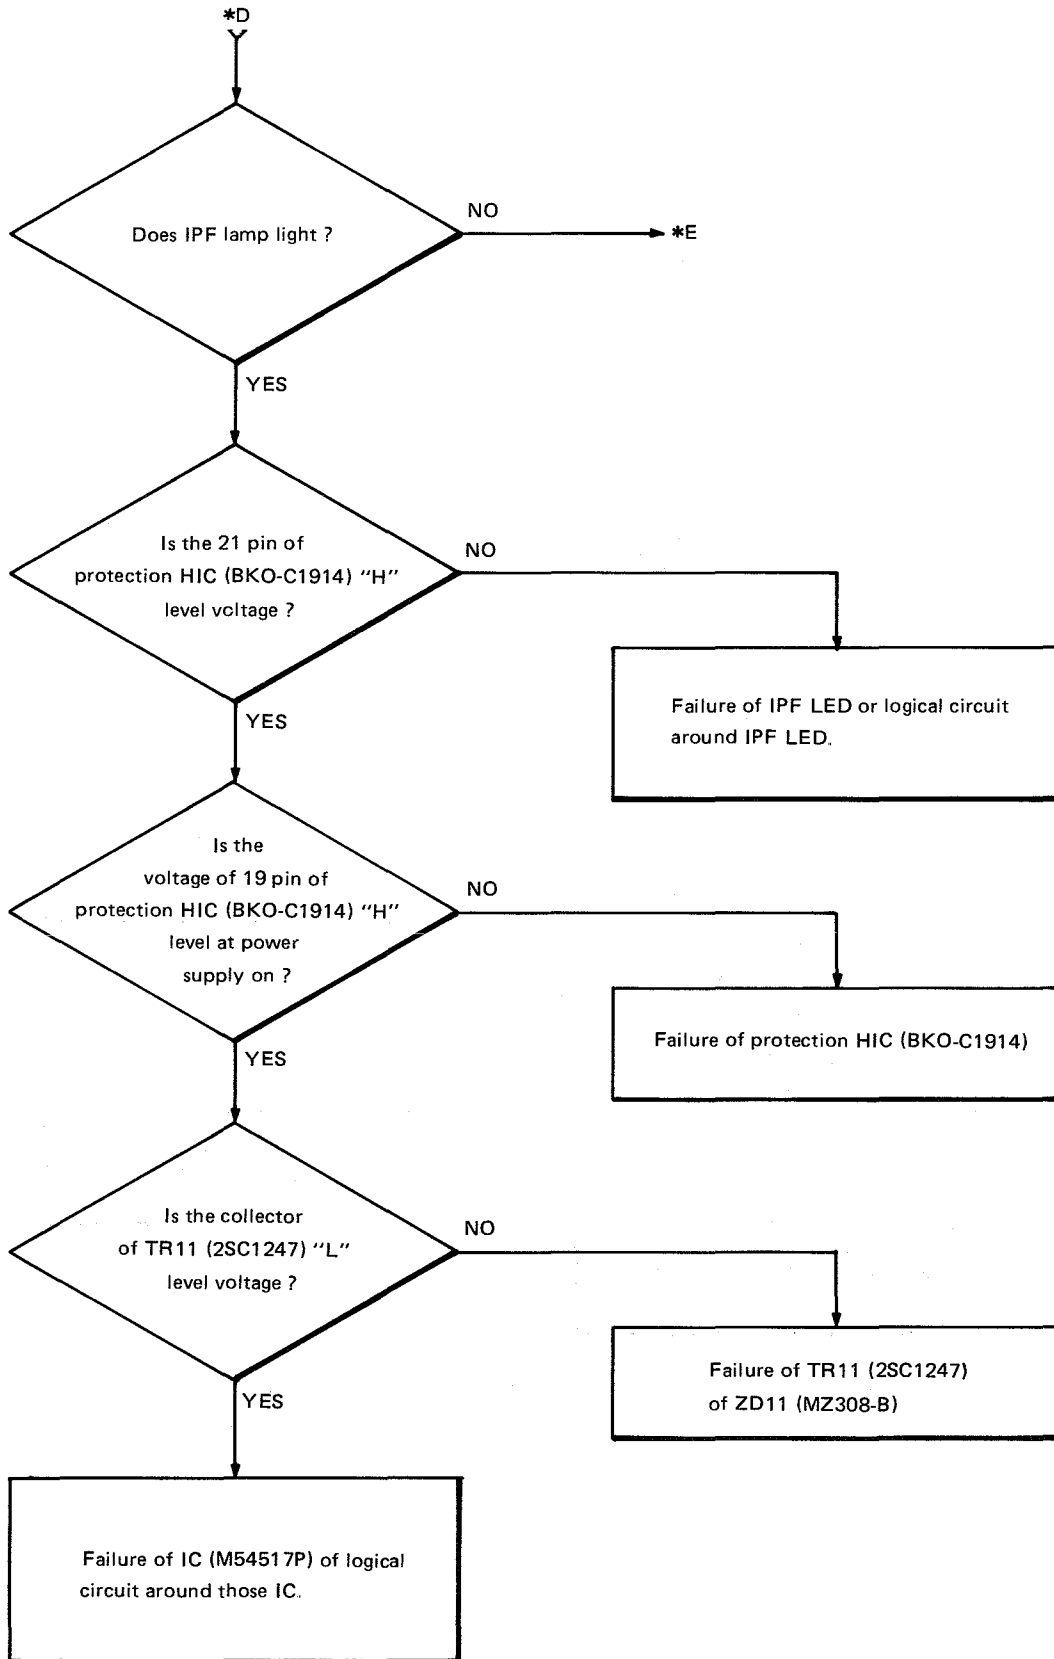 *D
Does IPF lamp light ?
NO
*E
YES
Is the 21 pin of
protection HIC (BKO-C1914) "H"
level voltage ?
NO
Failure of IPF LED or logical circuit
around IPF LED.
YES
Is the
voltage of 19 pin of
protection HIC (BKO-C1914) "H"
level at power
supply on ?
NO
Failure of protection HIC (BKO-C1914)
YES
Is the collector
of TR11 (2SC1247) "L"
level voltage ?
NO
Failure of TR11 (2SC1247)
of ZD11 (MZ308-B)
YES
Failure of IC (M54517P) of logical
circuit around those IC.